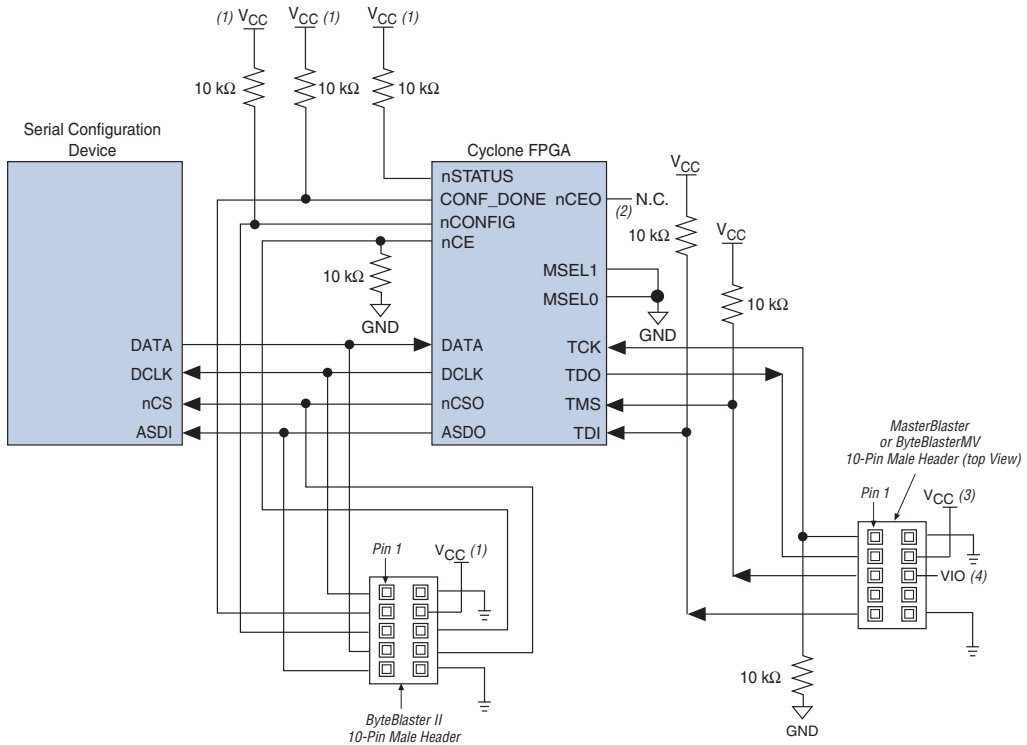 (1) VCC
VCC (1)
VCC (1)
10 kΩ
10 kΩ
10 kΩ
Serial Configuration
Device
Cyclone FPGA
nSTATUS
CONF_DONE
nCONFIG
nCE
nCEO
N.C.
(2)
10 kΩ
GND
MSEL1
MSEL0
GND
VCC
10 kΩ
VCC
10 kΩ
DATA
DCLK
nCS
ASDI
DATA
DCLK
nCSO
ASDO
TCK
TDO
TMS
TDI
MasterBlaster
or ByteBlasterMV
10-Pin Male Header (top View)
Pin 1
VCC (3)
VIO (4)
Pin 1
VCC (1)
ByteBlaster II
10-Pin Male Header
10 kΩ
GND